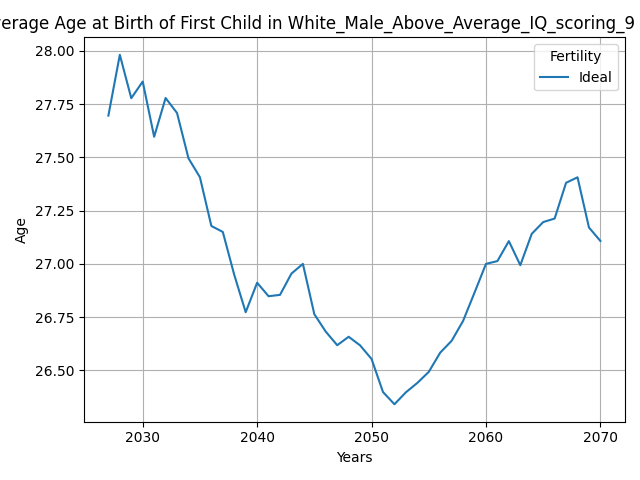 verage Age at Birth of First Child in White_Male_Above_Average_IQ_scoring_9
28.00
27.75
27.50
27.25
27.00
26.75
26.50
Age
2030 2040 2050 2060 2070
Years
Fertility
Ideal